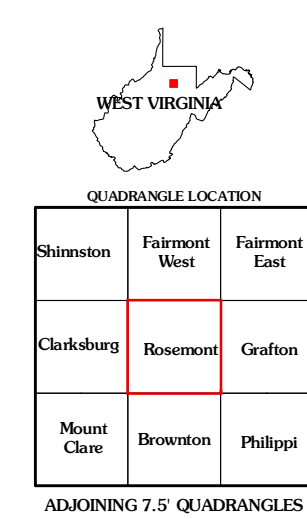 WEST VIRGINIA
QUADRANGLE LOCATION
Shinnston
Fairmont
West
Fairmont
East
Clarksburg
Rosemont
Grafton
Mount
Clare
Brownton
Philippi
ADJOINING 7.5' QUADRANGLES